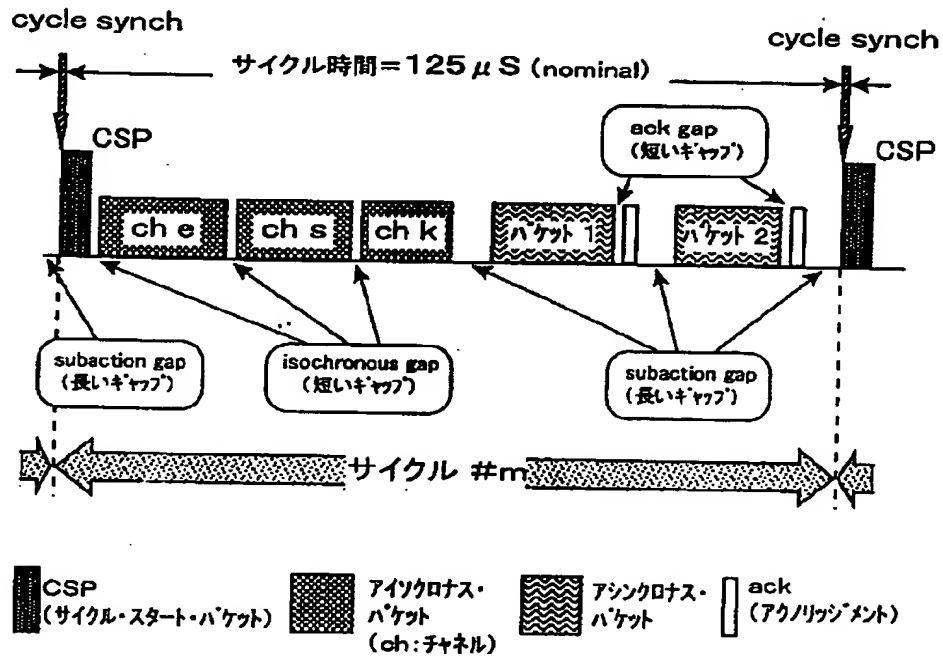 cycle synch
cycle synch
サイクル時間=125μS (nominal)
CSP
ack gap
(短いギャップ)
CSP
ch e
ch s
ch k
パケット 1
パケット 2
subaction gap
(長いギャップ)
isochronous gap
(短いギャップ)
subaction gap
(長いギャップ)
サイクル #m
CSP
(サイクル・スタート・パケット)
アイソクロナス・
パケット
(ch:チャネル)
アシンクロナス・
パケット
ack
(アクノリッジメント)